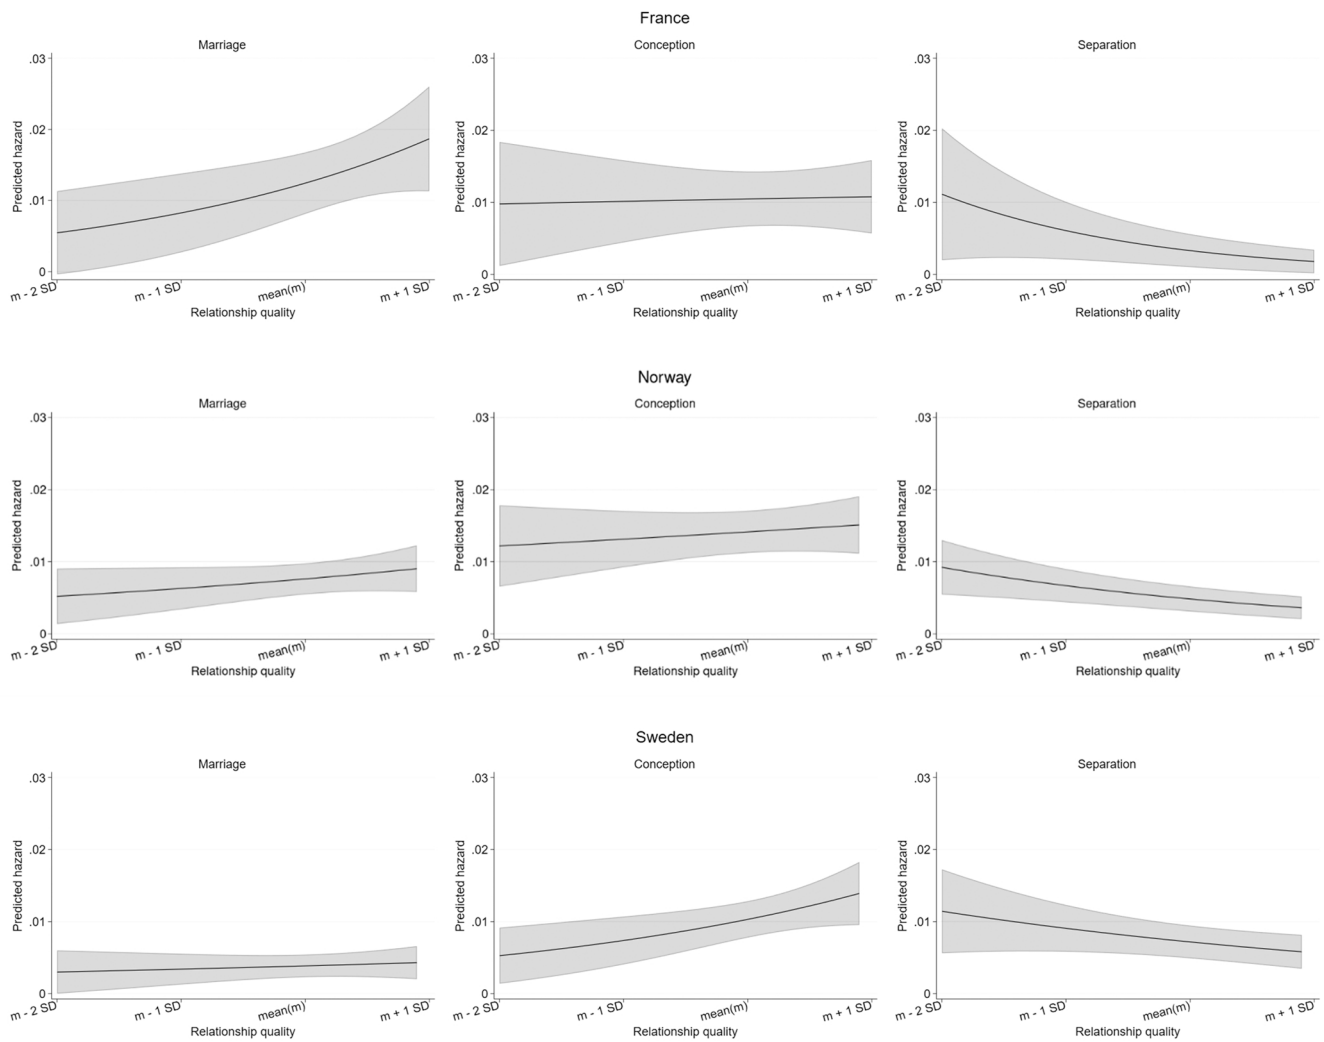 France
Marriage
.03
.02
.01
0
Predicted hazard
m - 2 SD
m - 1 SD
mean(m)
m + 1 SD
Relationship quality
Conception
.03
.02
.01
0
Predicted hazard
m - 2 SD
m - 1 SD
mean(m)
m + 1 SD
Relationship quality
Separation
.03
.02
.01
0
Predicted hazard
m - 2 SD
m - 1 SD
mean(m)
m + 1 SD
Relationship quality
Norway
Marriage
.03
.02
.01
0
Predicted hazard
m - 2 SD
m - 1 SD
mean(m)
m + 1 SD
Relationship quality
Conception
.03
.02
.01
0
Predicted hazard
m - 2 SD
m - 1 SD
mean(m)
m + 1 SD
Relationship quality
Separation
.03
.02
.01
0
Predicted hazard
m - 2 SD
m - 1 SD
mean(m)
m + 1 SD
Relationship quality
Sweden
Marriage
.03
.02
.01
0
Predicted hazard
m - 2 SD
m - 1 SD
mean(m)
m + 1 SD
Relationship quality
Conception
.03
.02
.01
0
Predicted hazard
m - 2 SD
m - 1 SD
mean(m)
m + 1 SD
Relationship quality
Separation
.03
.02
.01
0
Predicted hazard
m - 2 SD
m - 1 SD
mean(m)
m + 1 SD
Relationship quality